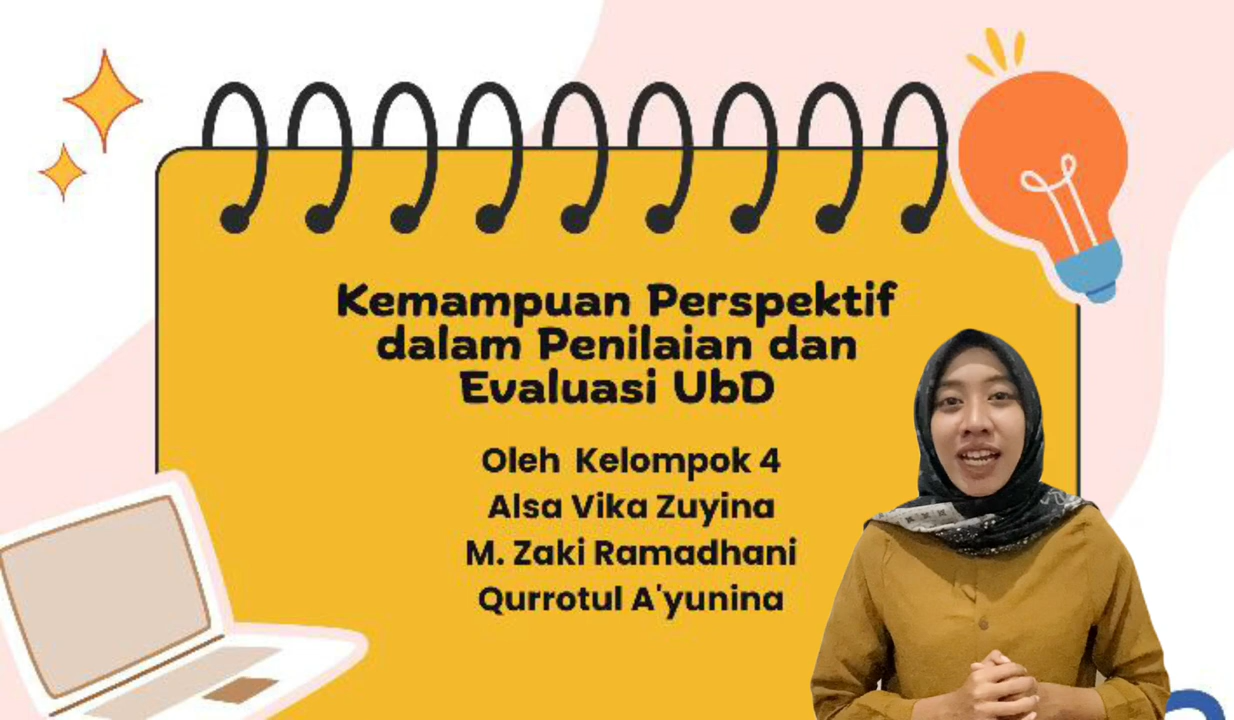 Kemampuan Perspektif
dalam Penilaian dan
Evaluasi UbD
Oleh Kelompok 4
Alsa Vika Zuyina
M. Zaki Ramadhani
Qurrotul A'yunina